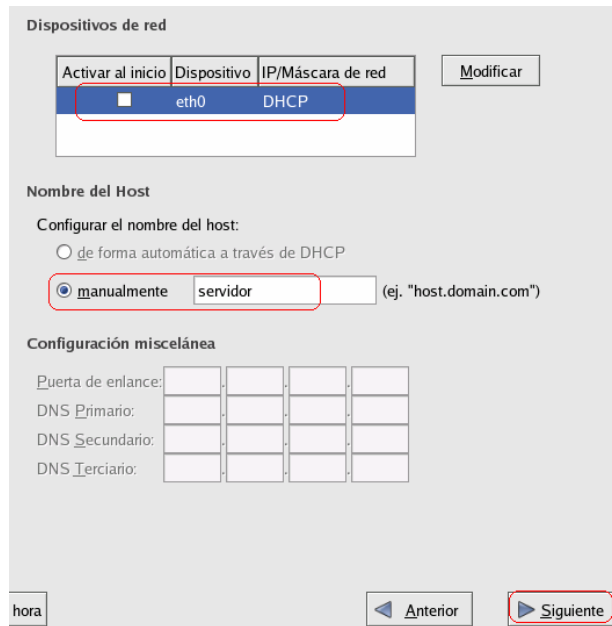 Dispositivos de red
Activar al inicio Dispositivo IP/Máscara de red
Modificar
eth0 DHCP
Nombre del Host
Configurar el nombre del host:
de forma automática a través de DHCP
manualmente servidor (ej. "host.domain.com")
Configuración miscelánea
Puerta de enlance: . . .
DNS Primario: . . .
DNS Secundario: . . .
DNS Terciario: . . .
hora Anterior Siguiente